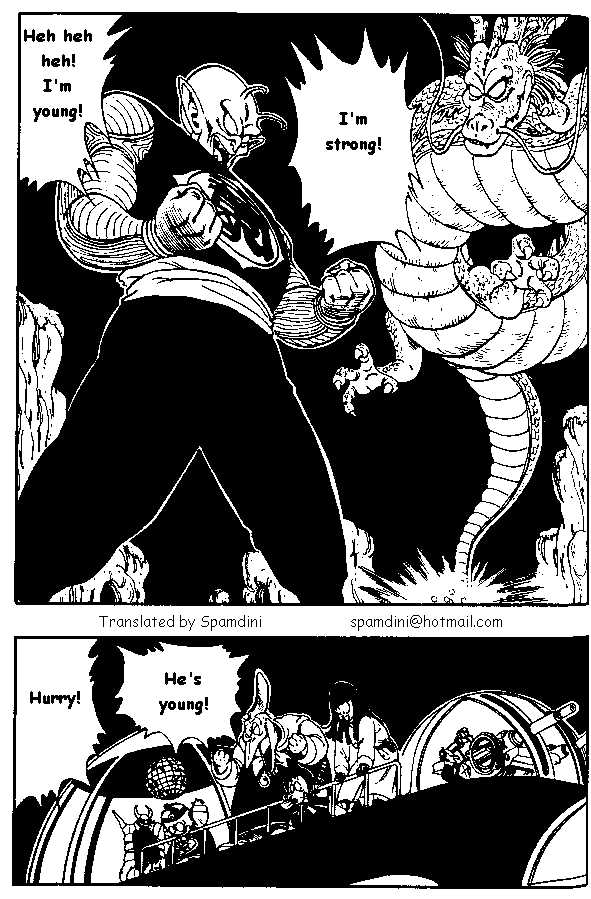 Heh heh
heh!
I'm
young!
I'm
strong!
Translated by Spamdini
spamdini@hotmail.com
Hurry!
He's
young!